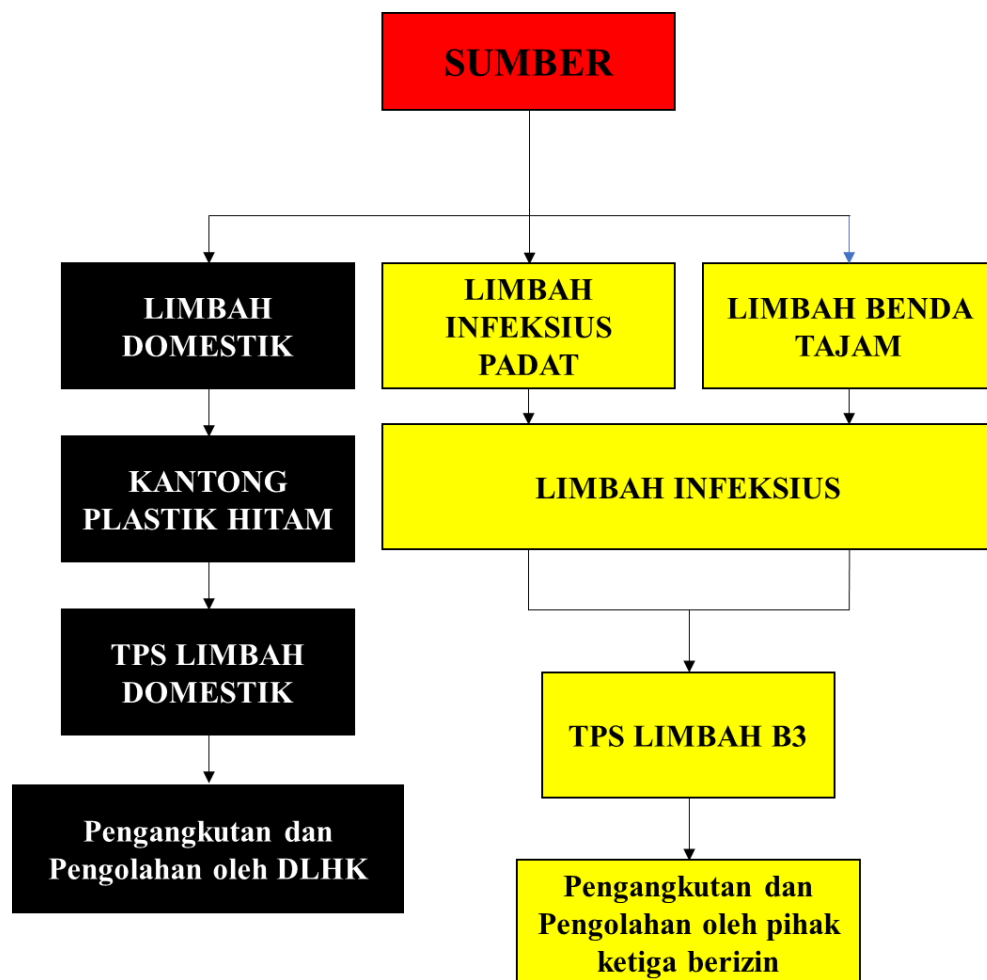 SUMBER
LIMBAH
DOMESTIK
LIMBAH
INFEKSIUS
PADAT
LIMBAH BENDA
TAJAM
KANTONG
PLASTIK HITAM
LIMBAH INFEKSIUS
TPS LIMBAH
DOMESTIK
TPS LIMBAH B3
Pengangkutan dan
Pengolahan oleh DLHK
Pengangkutan dan
Pengolahan oleh pihak
ketiga berizin